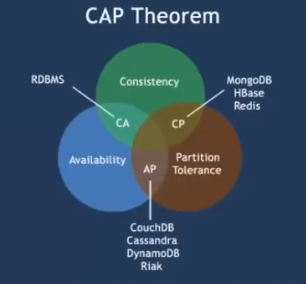 CAP Theorem
RDBMS
Consistency
MongoDB
HBase
Redis
CA
CP
Availability
AP
Partition
Tolerance
CouchDB
Cassandra
DynamoDB
Riak